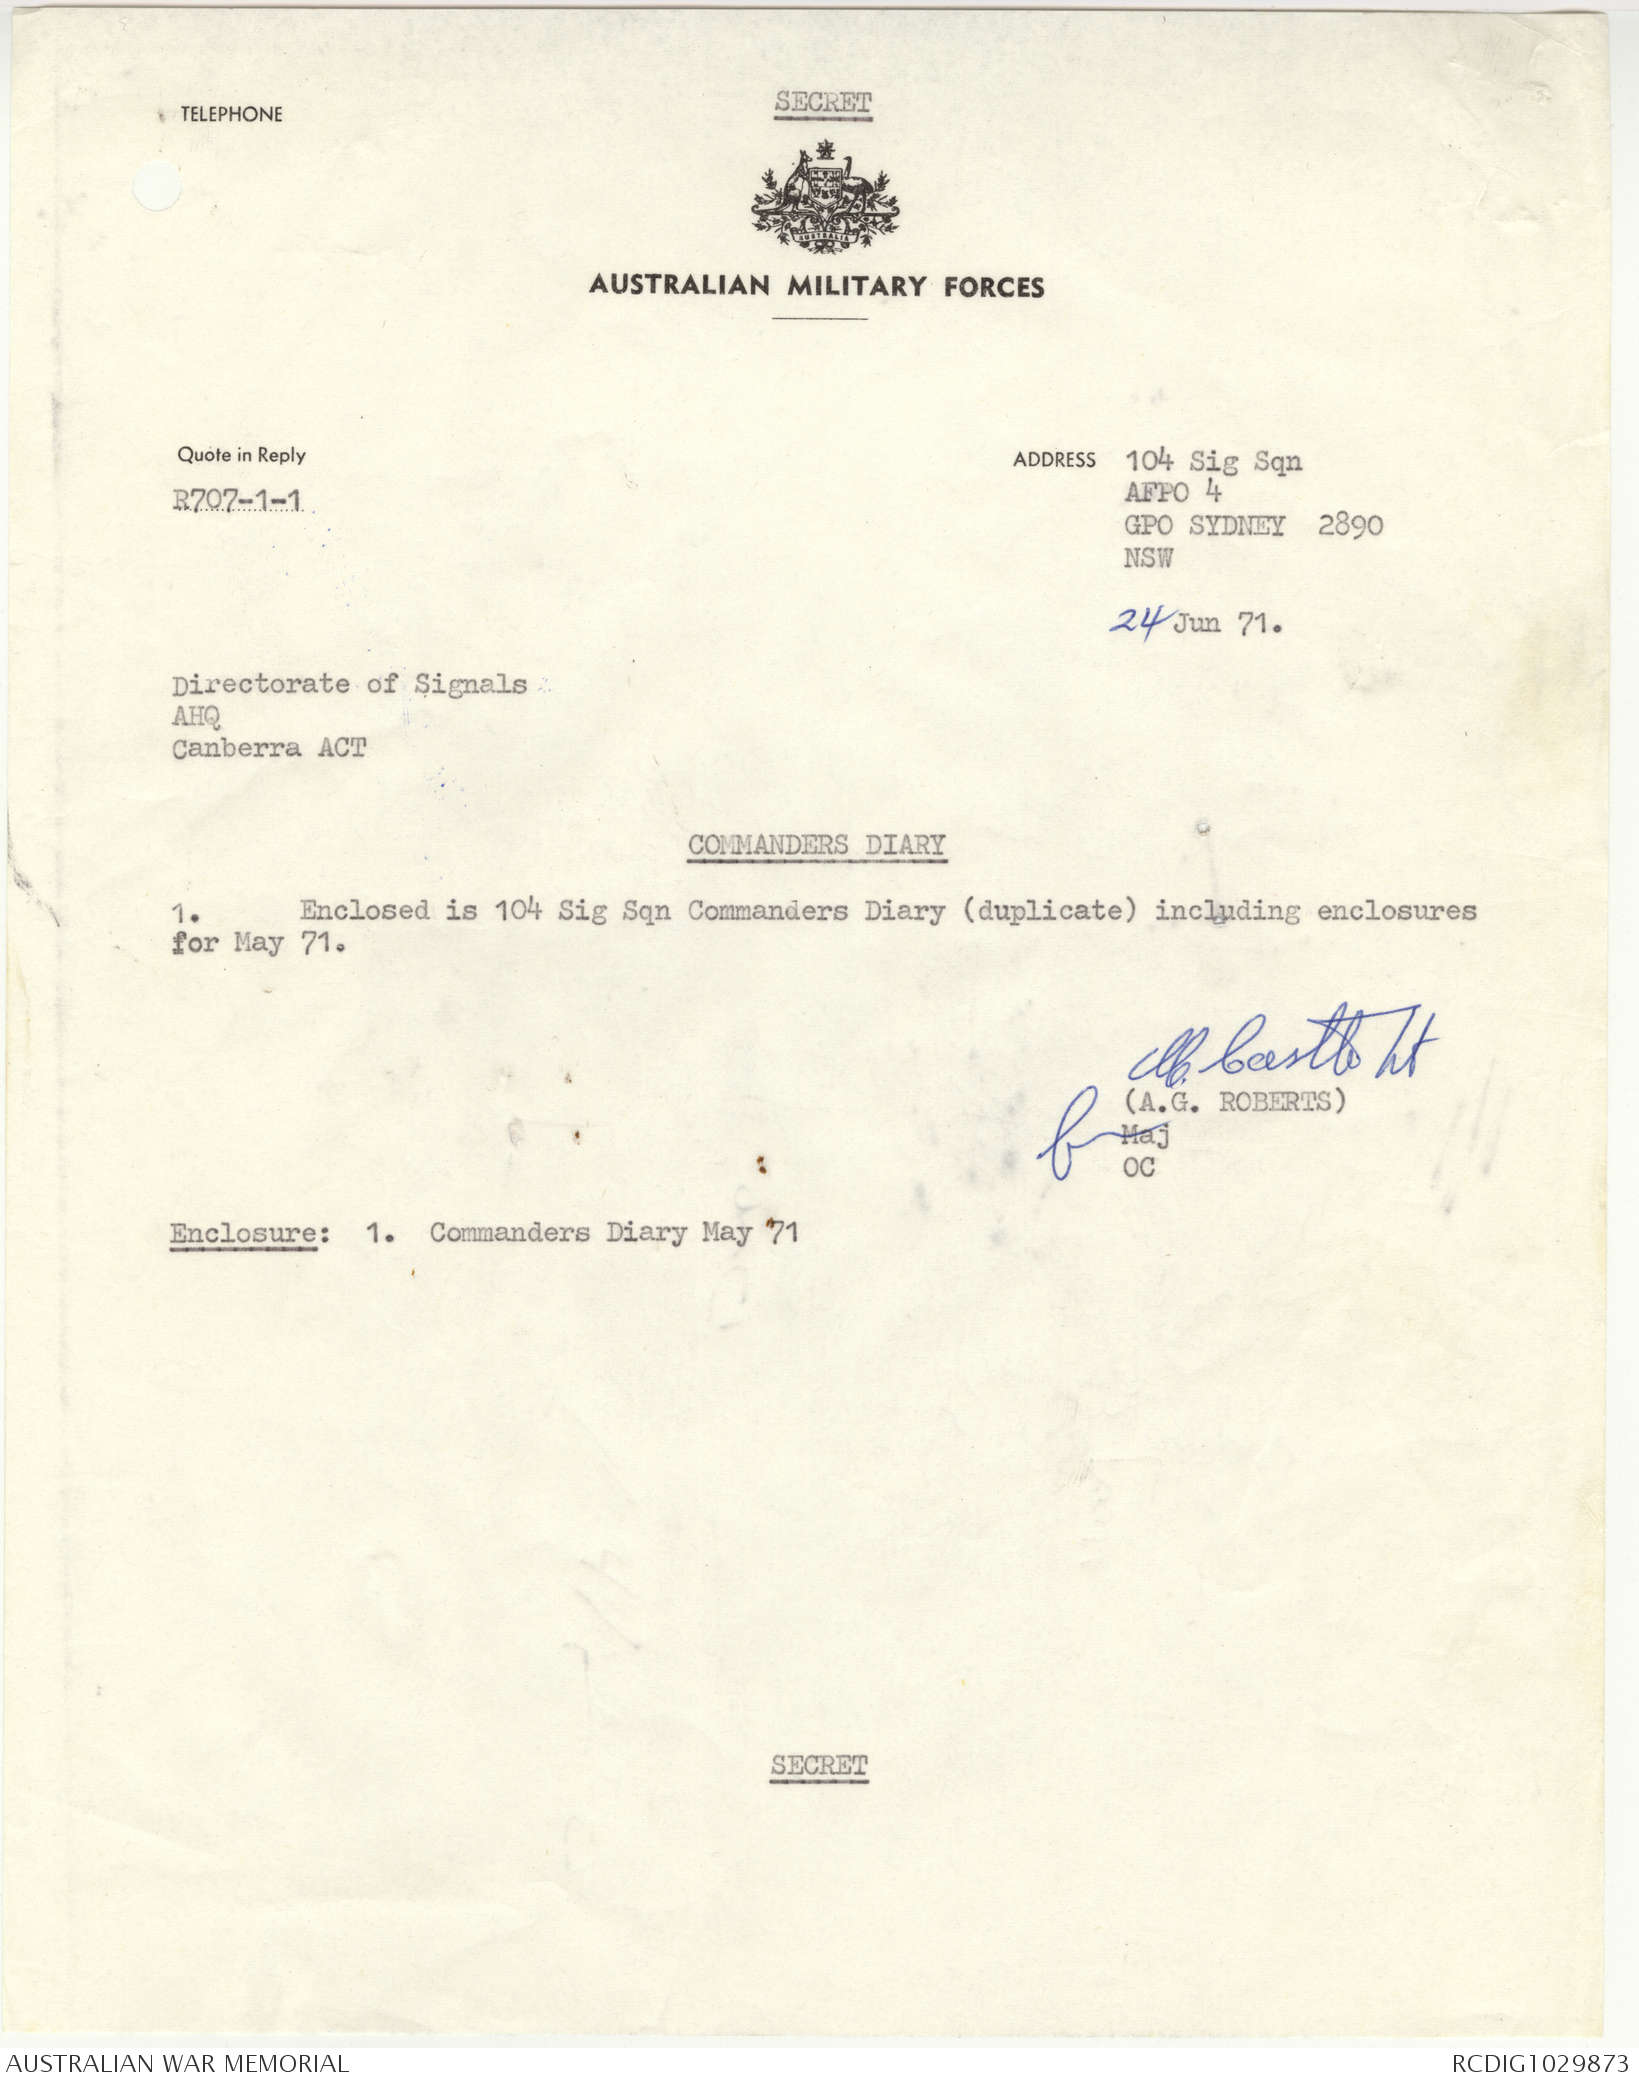 TELEPHONE
SECRET
AUSTRALIA
AUSTRALIAN MILITARY FORCES
Quote in Reply
R707-1-1
ADDRESS 104 Sig Sqn
AFPO 4
GPO SYDNEY 2890
NSW
24 Jun 71.
Directorate of Signals
AHQ
Canberra ACT
COMMANDERS DIARY
1. Enclosed is 104 Sig Sqn Commanders Diary (duplicate) including enclosures
for May 71.
Lt
(A.G. ROBERTS)
Maj
OC
Enclosure: 1. Commanders Diary May 71
SECRET
AUSTRALIAN WAR MEMORIAL
RCDIG1029873